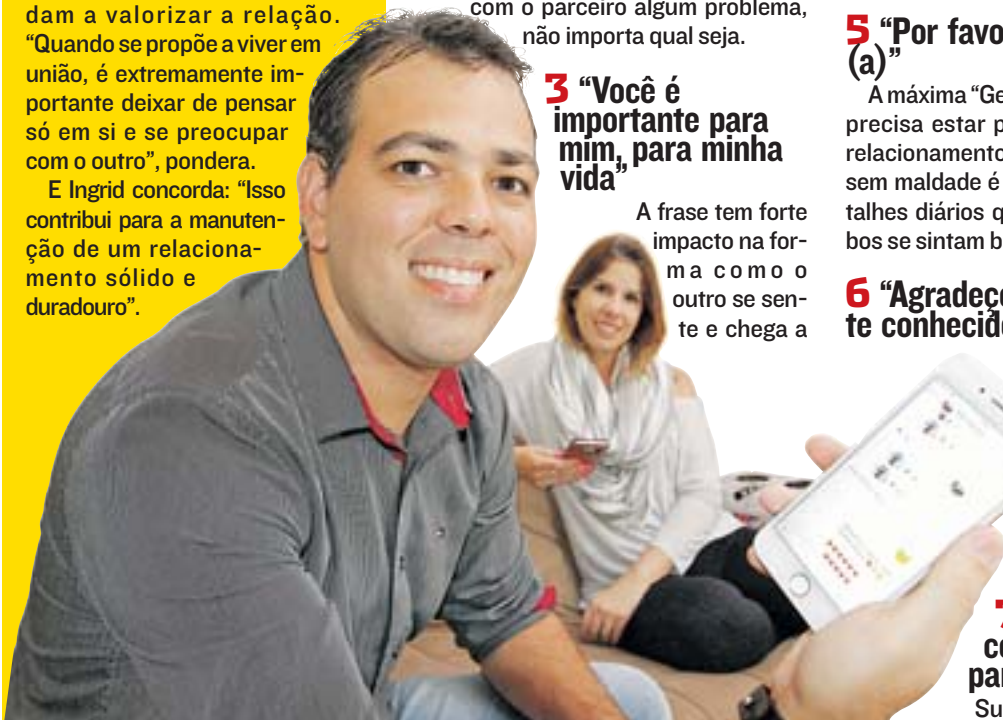 dam a valorizar a relação.
“Quando se propõe a viver em
união, é extremamente im-
portante deixar de pensar
só em si e se preocupar
com o outro”, pondera.
E Ingrid concorda: “Isso
contribui para a manuten-
ção de um relaciona-
mento sólido e
duradouro”.
com o parceiro algum problema,
não importa qual seja.
3 “Você é
importante para
mim, para minha
vida”
A frase tem forte
impacto na for-
ma como o
outro se sen-
te e chega a
5 “Por favo
(a)”
A máxima “Ge
precisa estar p
relacionamento
sem maldade é
talhes diários q
bos se sintam b
6 “Agradeço
te conhecid